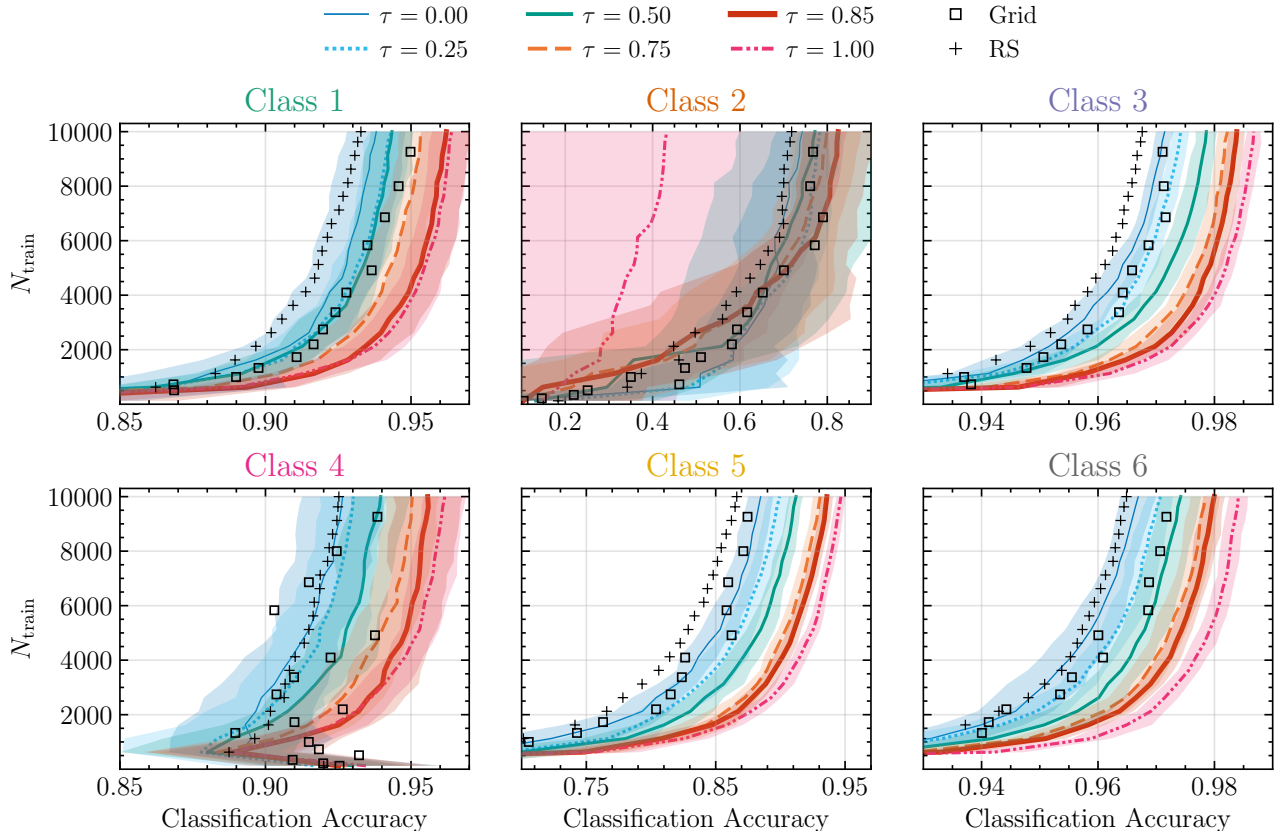 τ = 0.00 τ = 0.50 τ = 0.85 Grid
τ = 0.25 τ = 0.75 τ = 1.00 RS
Class 1 Class 2 Class 3
10000
8000
6000
4000
2000
N_train
0.85 0.90 0.95
0.2 0.4 0.6 0.8
0.94 0.96 0.98
Class 4 Class 5 Class 6
10000
8000
6000
4000
2000
N_train
0.85 0.90 0.95
0.75 0.85 0.95
0.94 0.96 0.98
Classification Accuracy Classification Accuracy Classification Accuracy